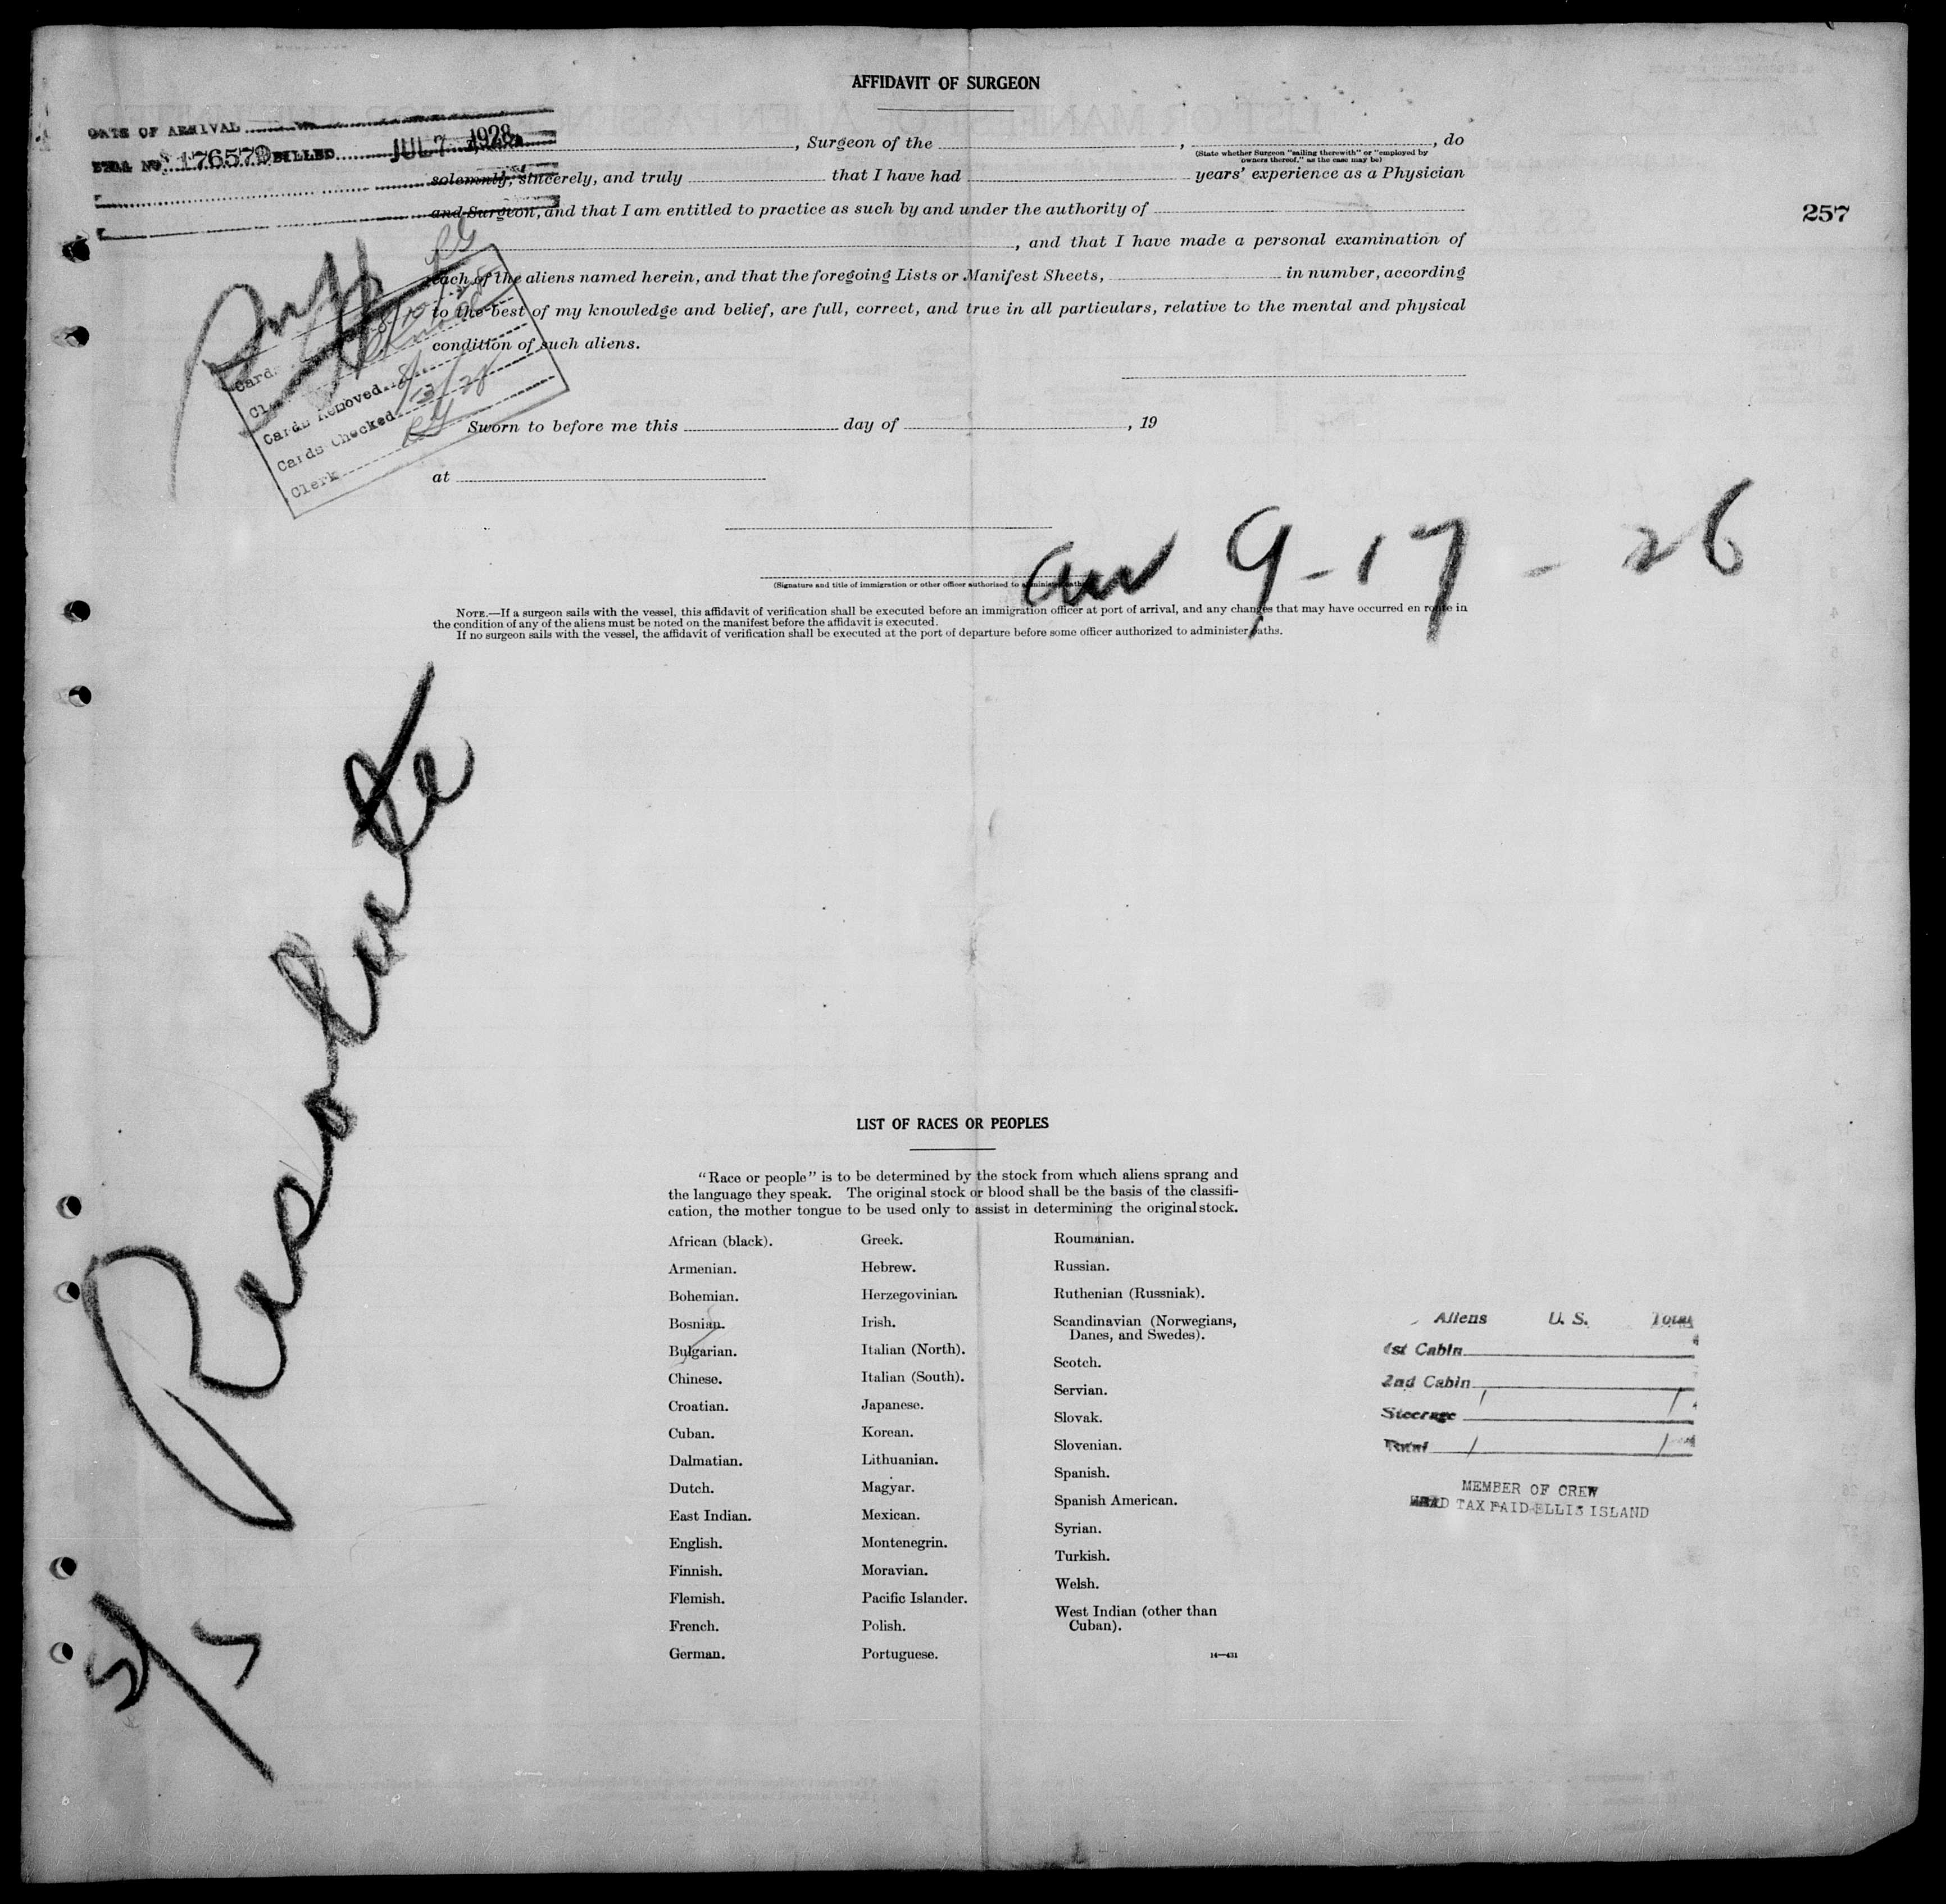 AFFIDAVIT OF SURGEON
DATE OF ARRIVAL
BILLED JUL 7 1928
, Surgeon of the , , do
(State whether Surgeon "sailing therewith" or "employed by
owners thereof," as the case may be)
solemnly, sincerely, and truly that I have had years' experience as a Physician
and Surgeon, and that I am entitled to practice as such by and under the authority of
257
, and that I have made a personal examination of
each of the aliens named herein, and that the foregoing Lists or Manifest Sheets, in number, according
to the best of my knowledge and belief, are full, correct, and true in all particulars, relative to the mental and physical
condition of such aliens.
Cards Removed
Cards Checked 8/13/28
Clerk
Sworn to before me this day of , 19
at
arr 9-17-26
(Signature and title of immigration or other officer authorized to administer oaths)
NOTE.—If a surgeon sails with the vessel, this affidavit of verification shall be executed before an immigration officer at port of arrival, and any changes that may have occurred en route in
the condition of any of the aliens must be noted on the manifest before the affidavit is executed.
If no surgeon sails with the vessel, the affidavit of verification shall be executed at the port of departure before some officer authorized to administer oaths.
Resolute
5/5
LIST OF RACES OR PEOPLES
"Race or people" is to be determined by the stock from which aliens sprang and
the language they speak. The original stock or blood shall be the basis of the classifi-
cation, the mother tongue to be used only to assist in determining the original stock.
African (black).
Armenian.
Bohemian.
Bosnian.
Bulgarian.
Chinese.
Croatian.
Cuban.
Dalmatian.
Dutch.
East Indian.
English.
Finnish.
Flemish.
French.
German.
Greek.
Hebrew.
Herzegovinian.
Irish.
Italian (North).
Italian (South).
Japanese.
Korean.
Lithuanian.
Magyar.
Mexican.
Montenegrin.
Moravian.
Pacific Islander.
Polish.
Portuguese.
Roumanian.
Russian.
Ruthenian (Russniak).
Scandinavian (Norwegians,
Danes, and Swedes).
Scotch.
Servian.
Slovak.
Slovenian.
Spanish.
Spanish American.
Syrian.
Turkish.
Welsh.
West Indian (other than
Cuban).
16—431
Aliens U. S. Total
1st Cabin
2nd Cabin
Steerage 1 1
Total 1 1
MEMBER OF CREW
HEAD TAX PAID ELLIS ISLAND